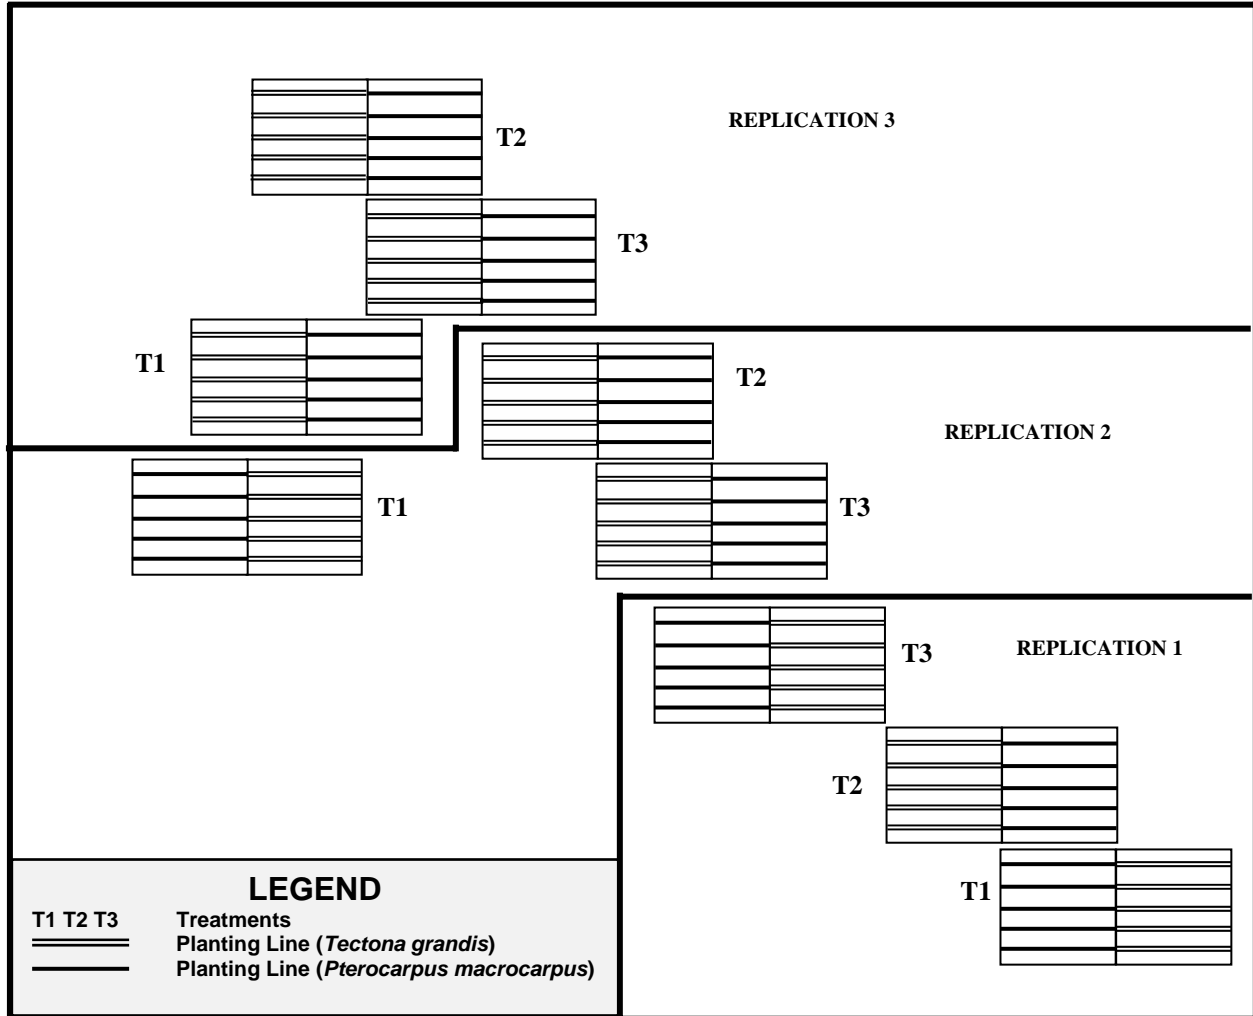 REPLICATION 3
T2
T3
T1
T2
REPLICATION 2
T1
T3
REPLICATION 1
T3
T2
T1
LEGEND
T1 T2 T3 Treatments
Planting Line (Tectona grandis)
Planting Line (Pterocarpus macrocarpus)